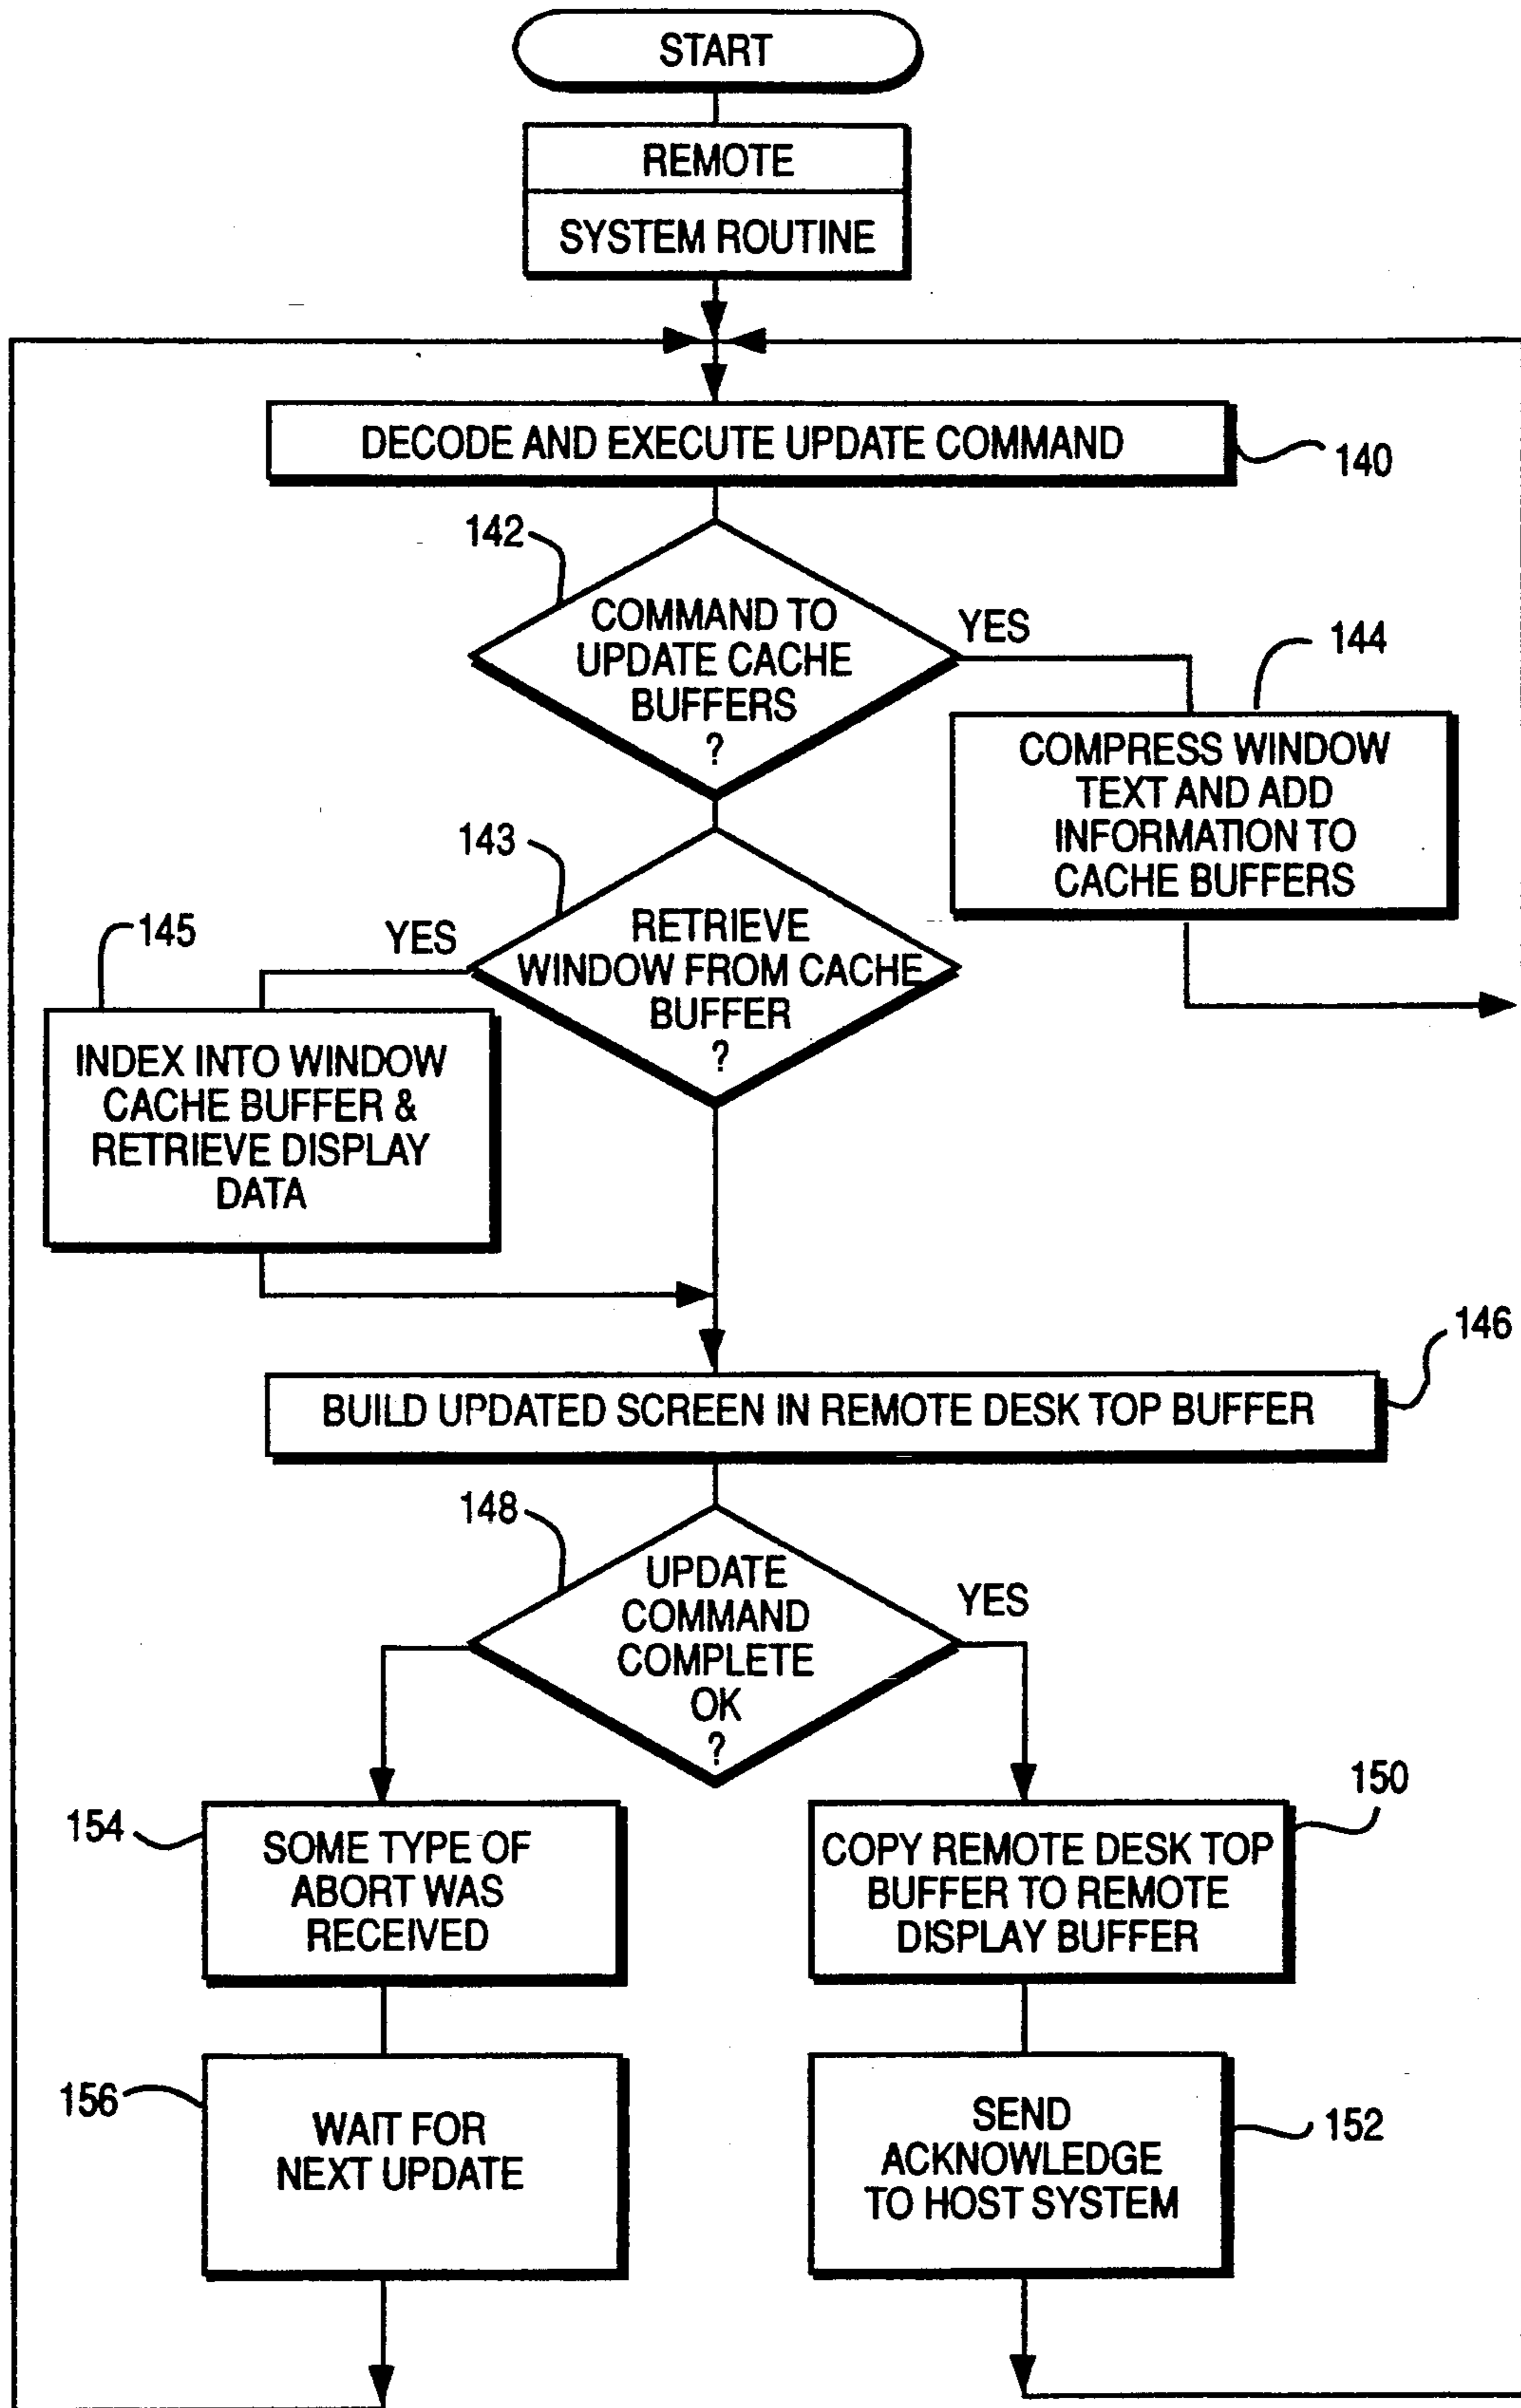 START
REMOTE
SYSTEM ROUTINE
DECODE AND EXECUTE UPDATE COMMAND
140
142
COMMAND TO
UPDATE CACHE
BUFFERS
?
YES
144
COMPRESS WINDOW
TEXT AND ADD
INFORMATION TO
CACHE BUFFERS
143
RETRIEVE
WINDOW FROM CACHE
BUFFER
?
YES
145
INDEX INTO WINDOW
CACHE BUFFER &
RETRIEVE DISPLAY
DATA
146
BUILD UPDATED SCREEN IN REMOTE DESK TOP BUFFER
148
UPDATE
COMMAND
COMPLETE
OK
?
YES
154
SOME TYPE OF
ABORT WAS
RECEIVED
150
COPY REMOTE DESK TOP
BUFFER TO REMOTE
DISPLAY BUFFER
156
WAIT FOR
NEXT UPDATE
SEND
ACKNOWLEDGE
TO HOST SYSTEM
152